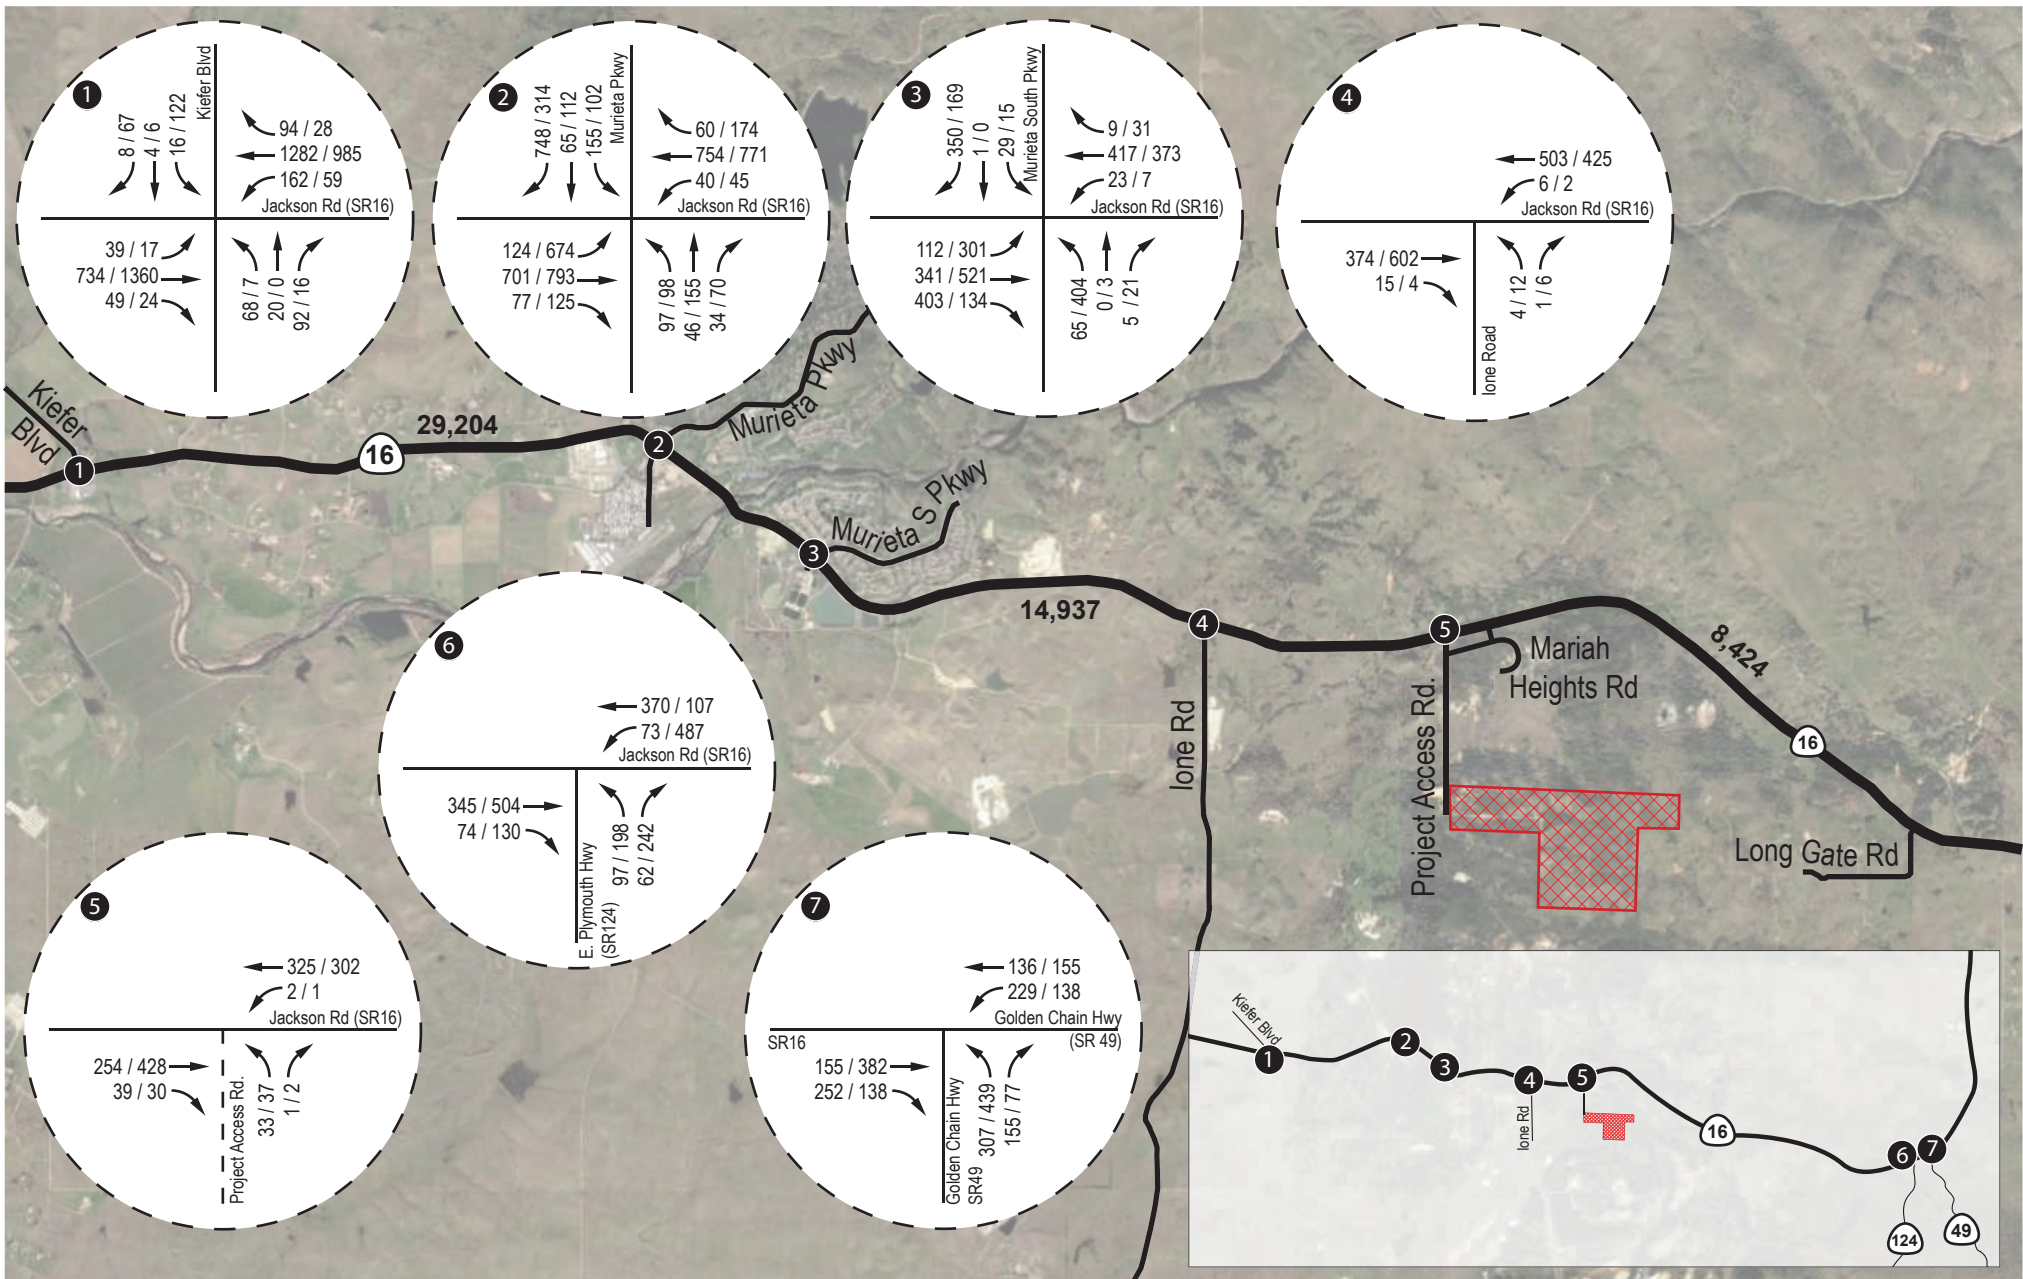 1
Kiefer Blvd
8 / 67
4 / 6
16 / 122
94 / 28
1282 / 985
162 / 59
Jackson Rd (SR16)
39 / 17
734 / 1360
49 / 24
68 / 7
20 / 0
92 / 16
2
Murieta Pkwy
748 / 314
65 / 112
155 / 102
60 / 174
754 / 771
40 / 45
Jackson Rd (SR16)
124 / 674
701 / 793
77 / 125
97 / 98
46 / 155
34 / 70
3
Murieta South Pkwy
350 / 169
1 / 0
29 / 15
9 / 31
417 / 373
23 / 7
Jackson Rd (SR16)
112 / 301
341 / 521
403 / 134
65 / 404
0 / 3
5 / 21
4
503 / 425
6 / 2
Jackson Rd (SR16)
374 / 602
15 / 4
4 / 12
1 / 6
Ione Road
Kiefer
Blvd
1
16
29,204
2
Murieta Pkwy
3
Murieta S Pkwy
14,937
4
Ione Rd
5
Project Access Rd.
Mariah
Heights Rd
8,424
16
Long Gate Rd
6
370 / 107
73 / 487
Jackson Rd (SR16)
345 / 504
74 / 130
97 / 198
62 / 242
E. Plymouth Hwy
(SR124)
5
325 / 302
2 / 1
Jackson Rd (SR16)
254 / 428
39 / 30
33 / 37
1 / 2
Project Access Rd.
7
136 / 155
229 / 138
Golden Chain Hwy
(SR 49)
SR16
155 / 382
252 / 138
307 / 439
155 / 77
Golden Chain Hwy
SR49
Kiefer Blvd
1
2
3
4
5
Ione Rd
16
6
7
124
49